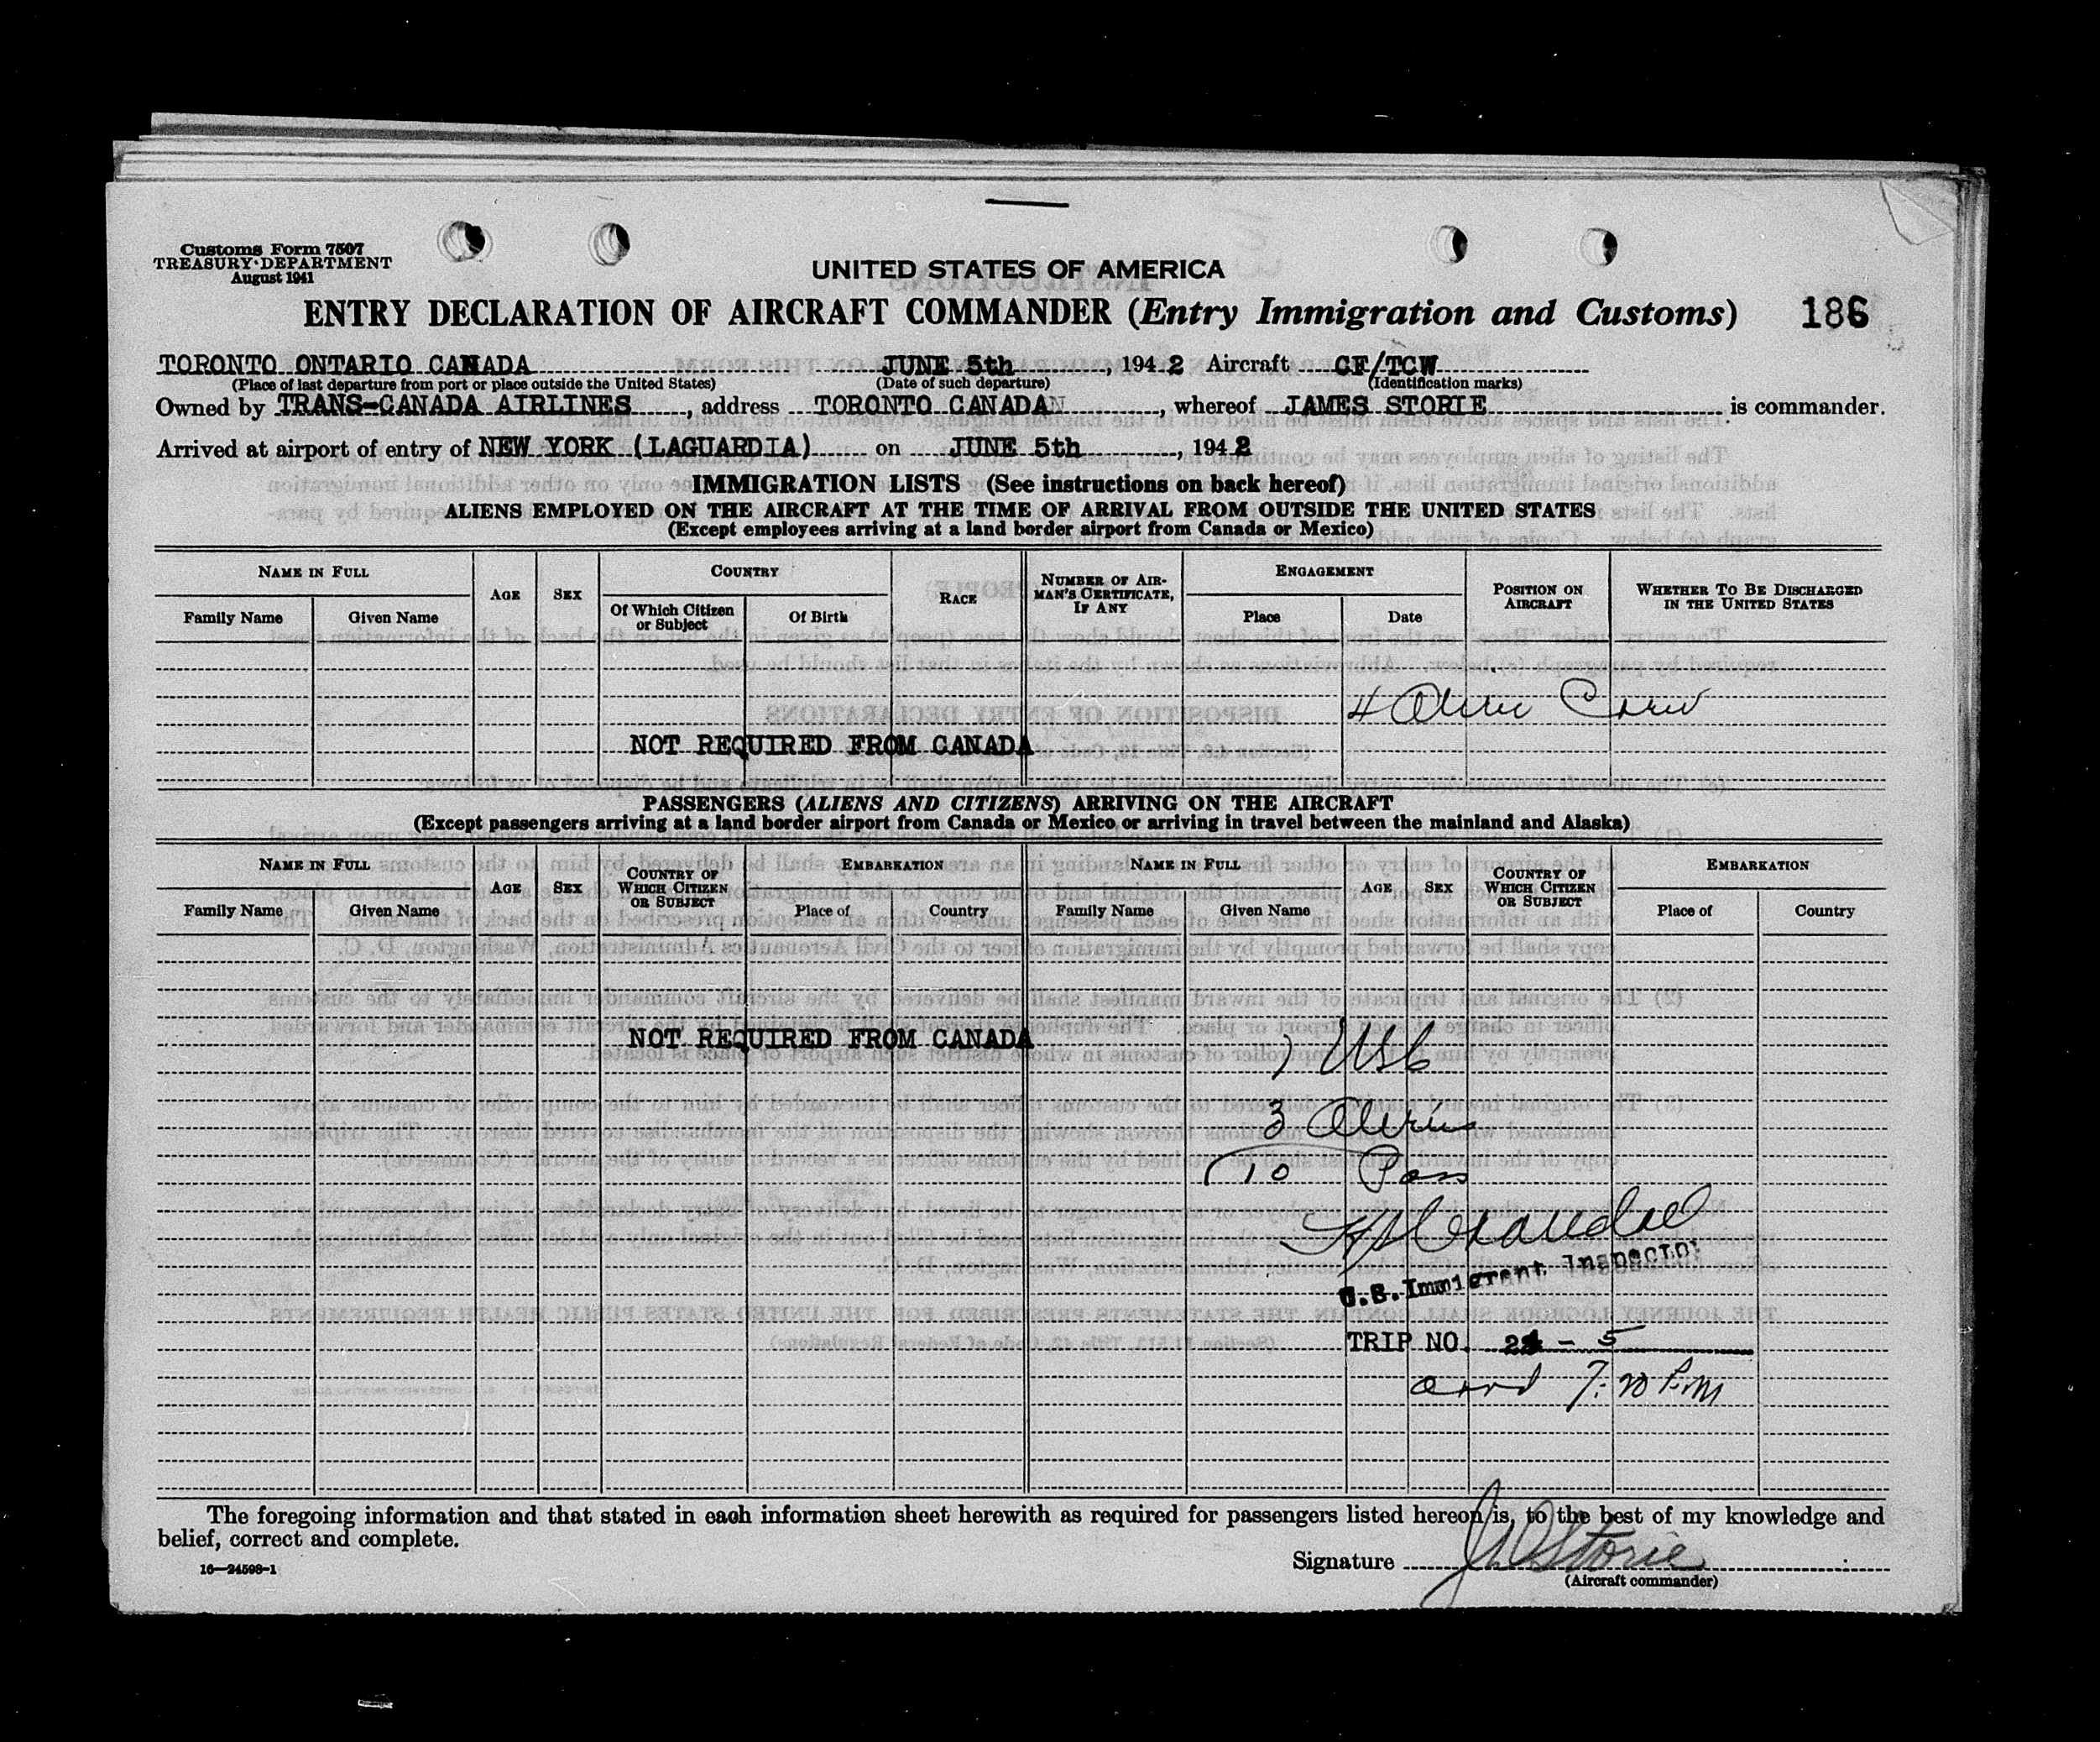 Customs Form 7507
TREASURY DEPARTMENT
August 1941
UNITED STATES OF AMERICA
ENTRY DECLARATION OF AIRCRAFT COMMANDER (Entry Immigration and Customs) 186
TORONTO ONTARIO CANADA JUNE 5th, 1942 Aircraft CF/TCW
(Place of last departure from port or place outside the United States) (Date of such departure) (Identification marks)
Owned by TRANS-CANADA AIRLINES, address TORONTO CANADA, whereof JAMES STORIE is commander.
Arrived at airport of entry of NEW YORK (LAGUARDIA) on JUNE 5th, 1942
IMMIGRATION LISTS (See instructions on back hereof)
ALIENS EMPLOYED ON THE AIRCRAFT AT THE TIME OF ARRIVAL FROM OUTSIDE THE UNITED STATES
(Except employees arriving at a land border airport from Canada or Mexico)
NAME IN FULL AGE SEX COUNTRY RACE NUMBER OF AIRMAN'S CERTIFICATE, IF ANY ENGAGEMENT POSITION ON AIRCRAFT WHETHER TO BE DISCHARGED IN THE UNITED STATES
Family Name Given Name Of Which Citizen or Subject Of Birth Place Date
4 Alien Crew
NOT REQUIRED FROM CANADA
PASSENGERS (ALIENS AND CITIZENS) ARRIVING ON THE AIRCRAFT
(Except passengers arriving at a land border airport from Canada or Mexico or arriving in travel between the mainland and Alaska)
NAME IN FULL AGE SEX COUNTRY OF WHICH CITIZEN OR SUBJECT EMBARKATION NAME IN FULL AGE SEX COUNTRY OF WHICH CITIZEN OR SUBJECT EMBARKATION
Family Name Given Name Place of Country Family Name Given Name Place of Country
NOT REQUIRED FROM CANADA
7 USC
3 Aliens
10 Pass
U.S. Immigrant Inspector
TRIP NO. 24 - 5
arrd 7:20 P.M
The foregoing information and that stated in each information sheet herewith as required for passengers listed hereon is, to the best of my knowledge and
belief, correct and complete.
16—24598-1
Signature J Storie
(Aircraft commander)